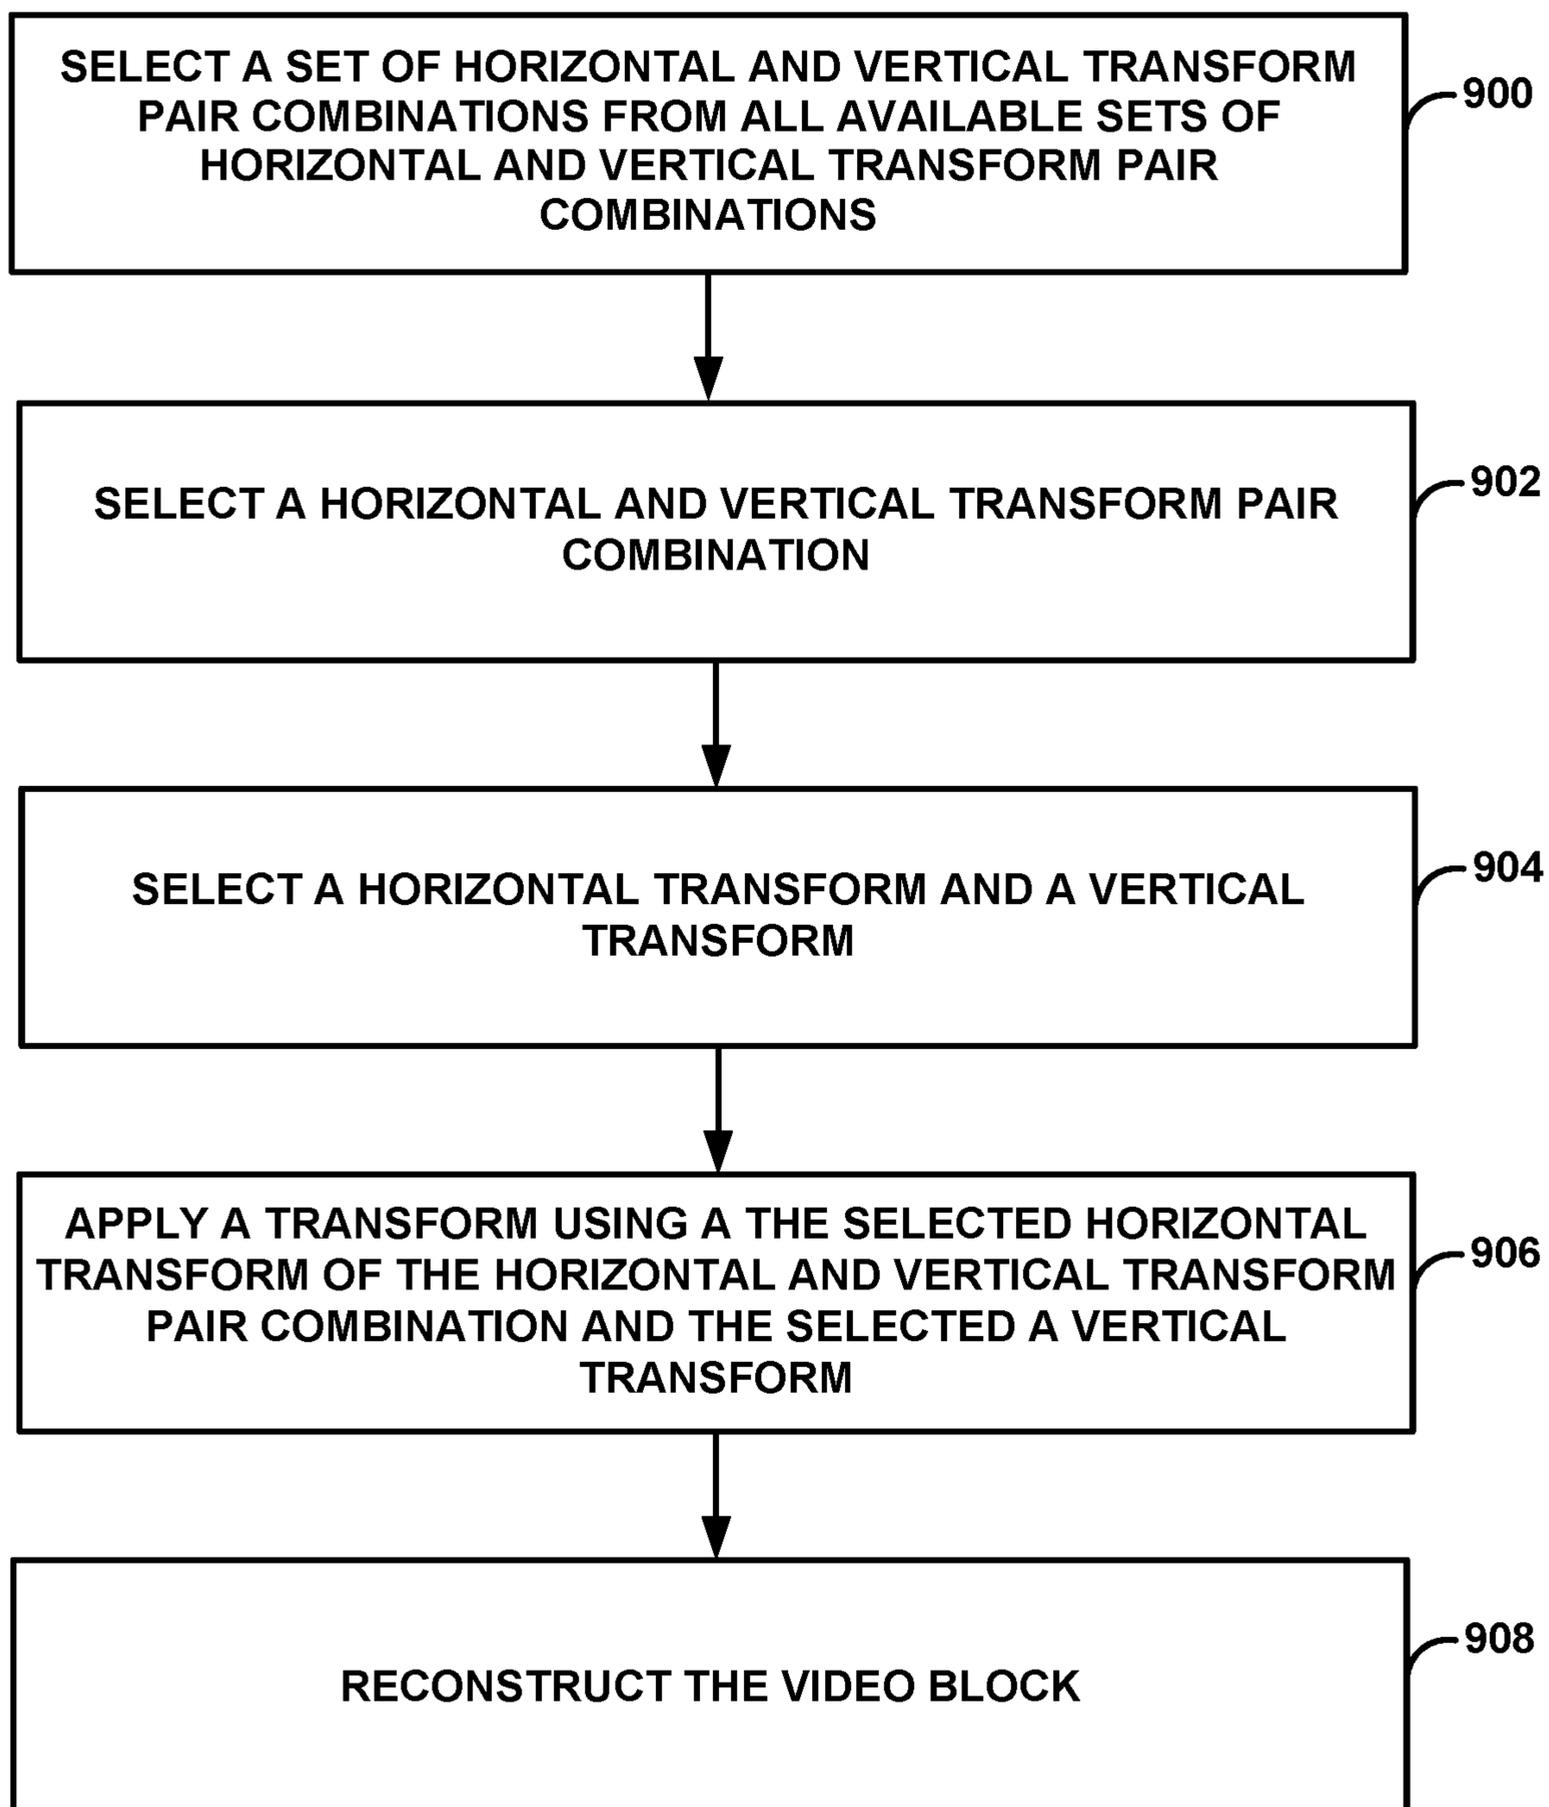 SELECT A SET OF HORIZONTAL AND VERTICAL TRANSFORM
PAIR COMBINATIONS FROM ALL AVAILABLE SETS OF
HORIZONTAL AND VERTICAL TRANSFORM PAIR
COMBINATIONS
900
SELECT A HORIZONTAL AND VERTICAL TRANSFORM PAIR
COMBINATION
902
SELECT A HORIZONTAL TRANSFORM AND A VERTICAL
TRANSFORM
904
APPLY A TRANSFORM USING A THE SELECTED HORIZONTAL
TRANSFORM OF THE HORIZONTAL AND VERTICAL TRANSFORM
PAIR COMBINATION AND THE SELECTED A VERTICAL
TRANSFORM
906
RECONSTRUCT THE VIDEO BLOCK
908